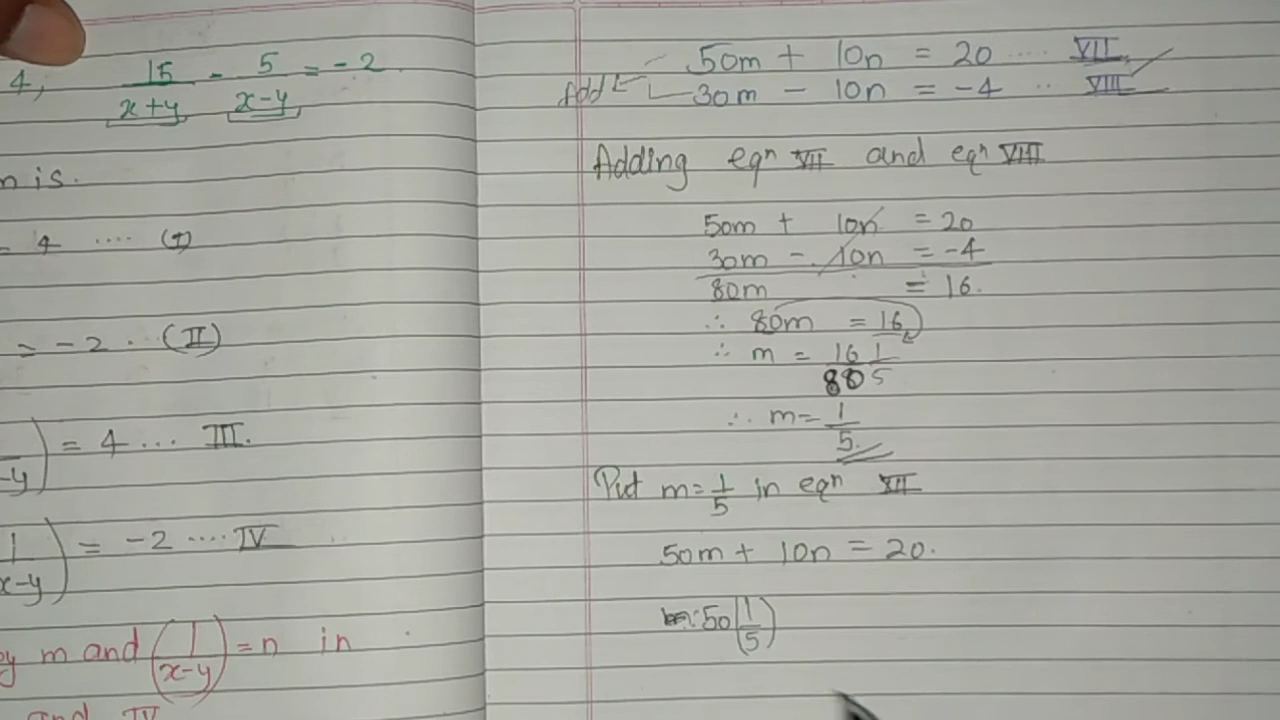 4, 15/x+y - 5/x-y = -2
n is.
= 4 .... (I)
= -2 . (II)
-y) = 4 ... III.
1/x-y) = -2 .... IV
by m and (1/x-y) = n in
and IV
50m + 10n = 20 .... VII
Add 30m - 10n = -4 .. VIII
Adding eqn VII and eqn VIII
50m + 10n = 20
30m - 10n = -4
80m = 16.
∴ 80m = 16
∴ m = 16/80 1/5
∴ m = 1/5.
Put m = 1/5 in eqn VII
50m + 10n = 20.
50(1/5)